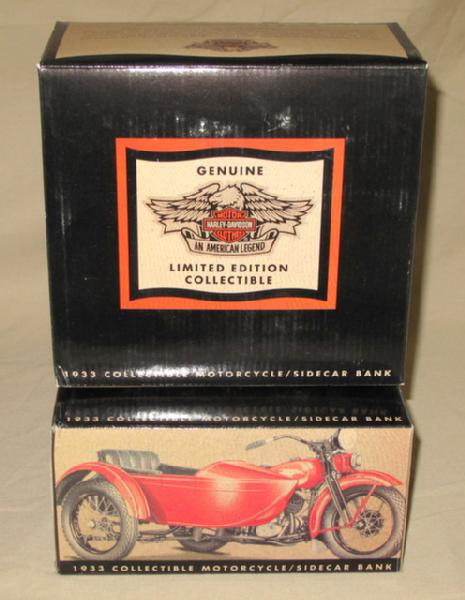 GENUINE
MOTOR
HARLEY-DAVIDSON
CLOTHES
AN AMERICAN LEGEND
LIMITED EDITION
COLLECTIBLE
1933 COLLECTIBLE MOTORCYCLE/SIDECAR BANK
1933 COLLECTIBLE MOTORCYCLE/SIDECAR BANK
1933 COLLECTIBLE MOTORCYCLE/SIDECAR BANK